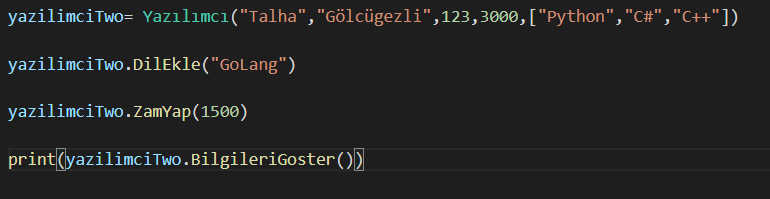 yazilimciTwo= Yazılımcı("Talha","Gölcügezli",123,3000,["Python","C#","C++"])
yazilimciTwo.DilEkle("GoLang")
yazilimciTwo.ZamYap(1500)
print(yazilimciTwo.BilgileriGoster())